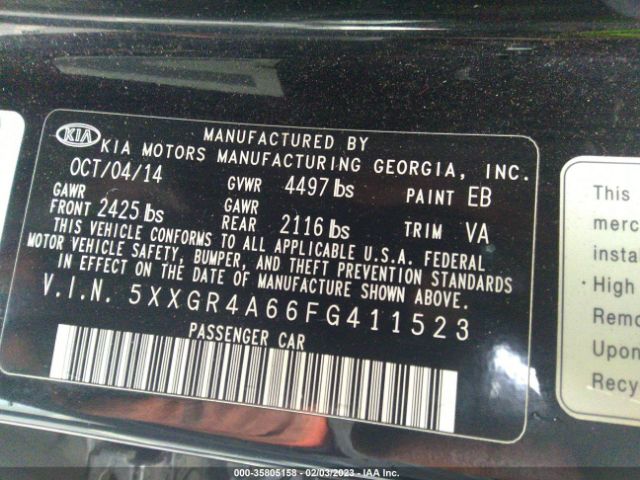 KIA
MANUFACTURED BY
KIA MOTORS MANUFACTURING GEORGIA, INC.
OCT/04/14 GVWR 4497 lbs PAINT EB
GAWR GAWR
FRONT 2425 lbs REAR 2116 lbs TRIM VA
THIS VEHICLE CONFORMS TO ALL APPLICABLE U.S.A. FEDERAL
MOTOR VEHICLE SAFETY, BUMPER, AND THEFT PREVENTION STANDARDS
IN EFFECT ON THE DATE OF MANUFACTURE SHOWN ABOVE.
V.I.N. 5XXGR4A66FG411523
PASSENGER CAR
This
merc
insta
· High
Remo
Upon
Recy
000-35805158 - 02/03/2023 - IAA Inc.